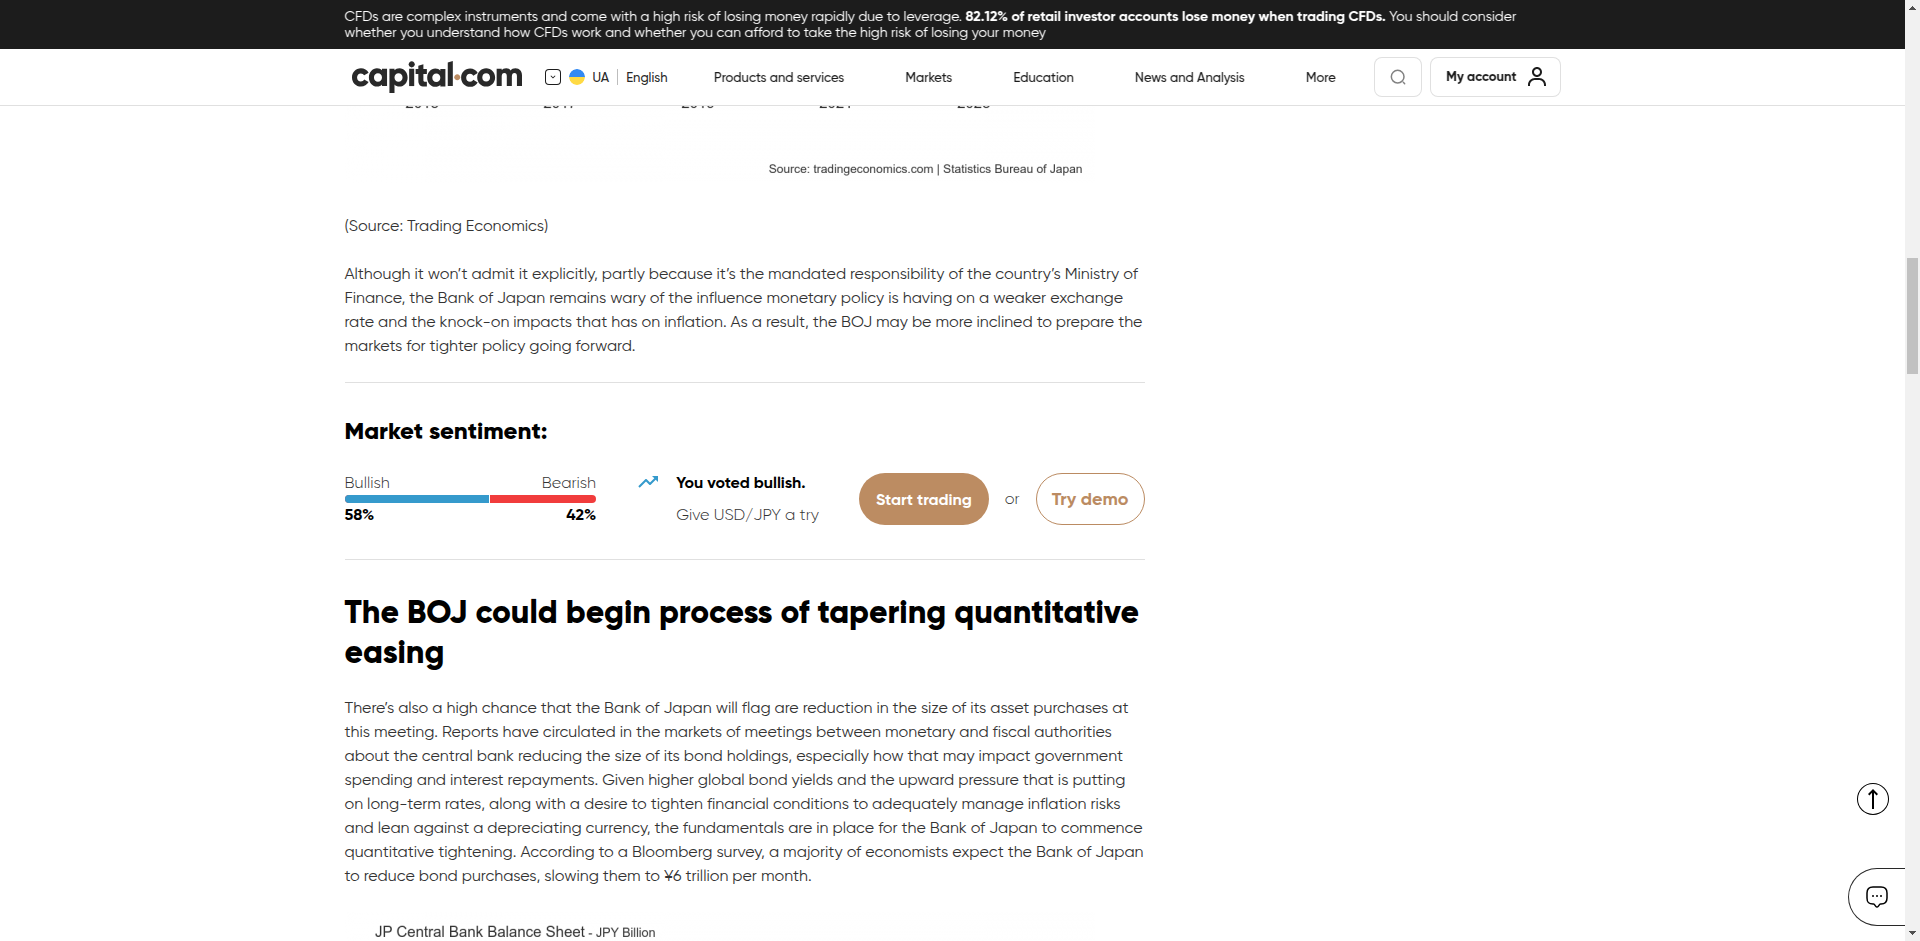 CFDs are complex instruments and come with a high risk of losing money rapidly due to leverage. 82.12% of retail investor accounts lose money when trading CFDs. You should consider
whether you understand how CFDs work and whether you can afford to take the high risk of losing your money
capital.com
UA English
Products and services
Markets
Education
News and Analysis
More
My account
Source: tradingeconomics.com | Statistics Bureau of Japan
(Source: Trading Economics)
Although it won’t admit it explicitly, partly because it’s the mandated responsibility of the country’s Ministry of
Finance, the Bank of Japan remains wary of the influence monetary policy is having on a weaker exchange
rate and the knock-on impacts that has on inflation. As a result, the BOJ may be more inclined to prepare the
markets for tighter policy going forward.
Market sentiment:
Bullish Bearish
58% 42%
You voted bullish.
Give USD/JPY a try
Start trading
or
Try demo
The BOJ could begin process of tapering quantitative
easing
There’s also a high chance that the Bank of Japan will flag are reduction in the size of its asset purchases at
this meeting. Reports have circulated in the markets of meetings between monetary and fiscal authorities
about the central bank reducing the size of its bond holdings, especially how that may impact government
spending and interest repayments. Given higher global bond yields and the upward pressure that is putting
on long-term rates, along with a desire to tighten financial conditions to adequately manage inflation risks
and lean against a depreciating currency, the fundamentals are in place for the Bank of Japan to commence
quantitative tightening. According to a Bloomberg survey, a majority of economists expect the Bank of Japan
to reduce bond purchases, slowing them to ¥6 trillion per month.
JP Central Bank Balance Sheet - JPY Billion